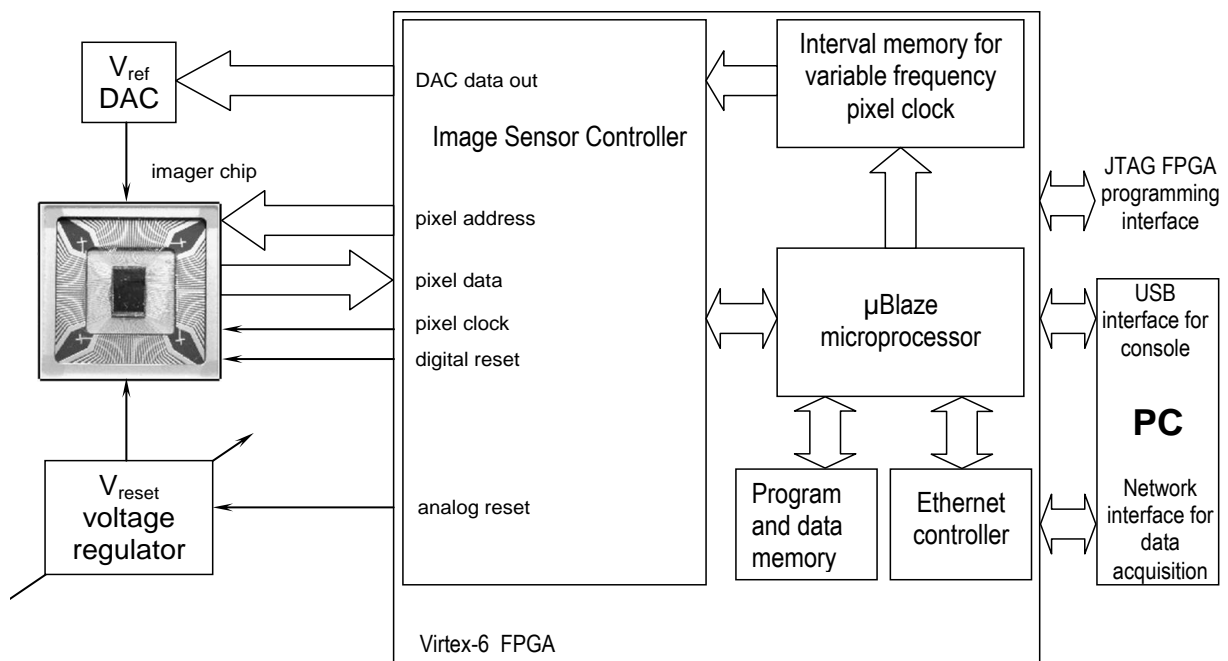 V_ref
DAC
imager chip
DAC data out
Image Sensor Controller
pixel address
pixel data
pixel clock
digital reset
analog reset
V_reset
voltage
regulator
Interval memory for
variable frequency
pixel clock
µBlaze
microprocessor
Program
and data
memory
Ethernet
controller
Virtex-6 FPGA
JTAG FPGA
programming
interface
USB
interface for
console
PC
Network
interface for
data
acquisition